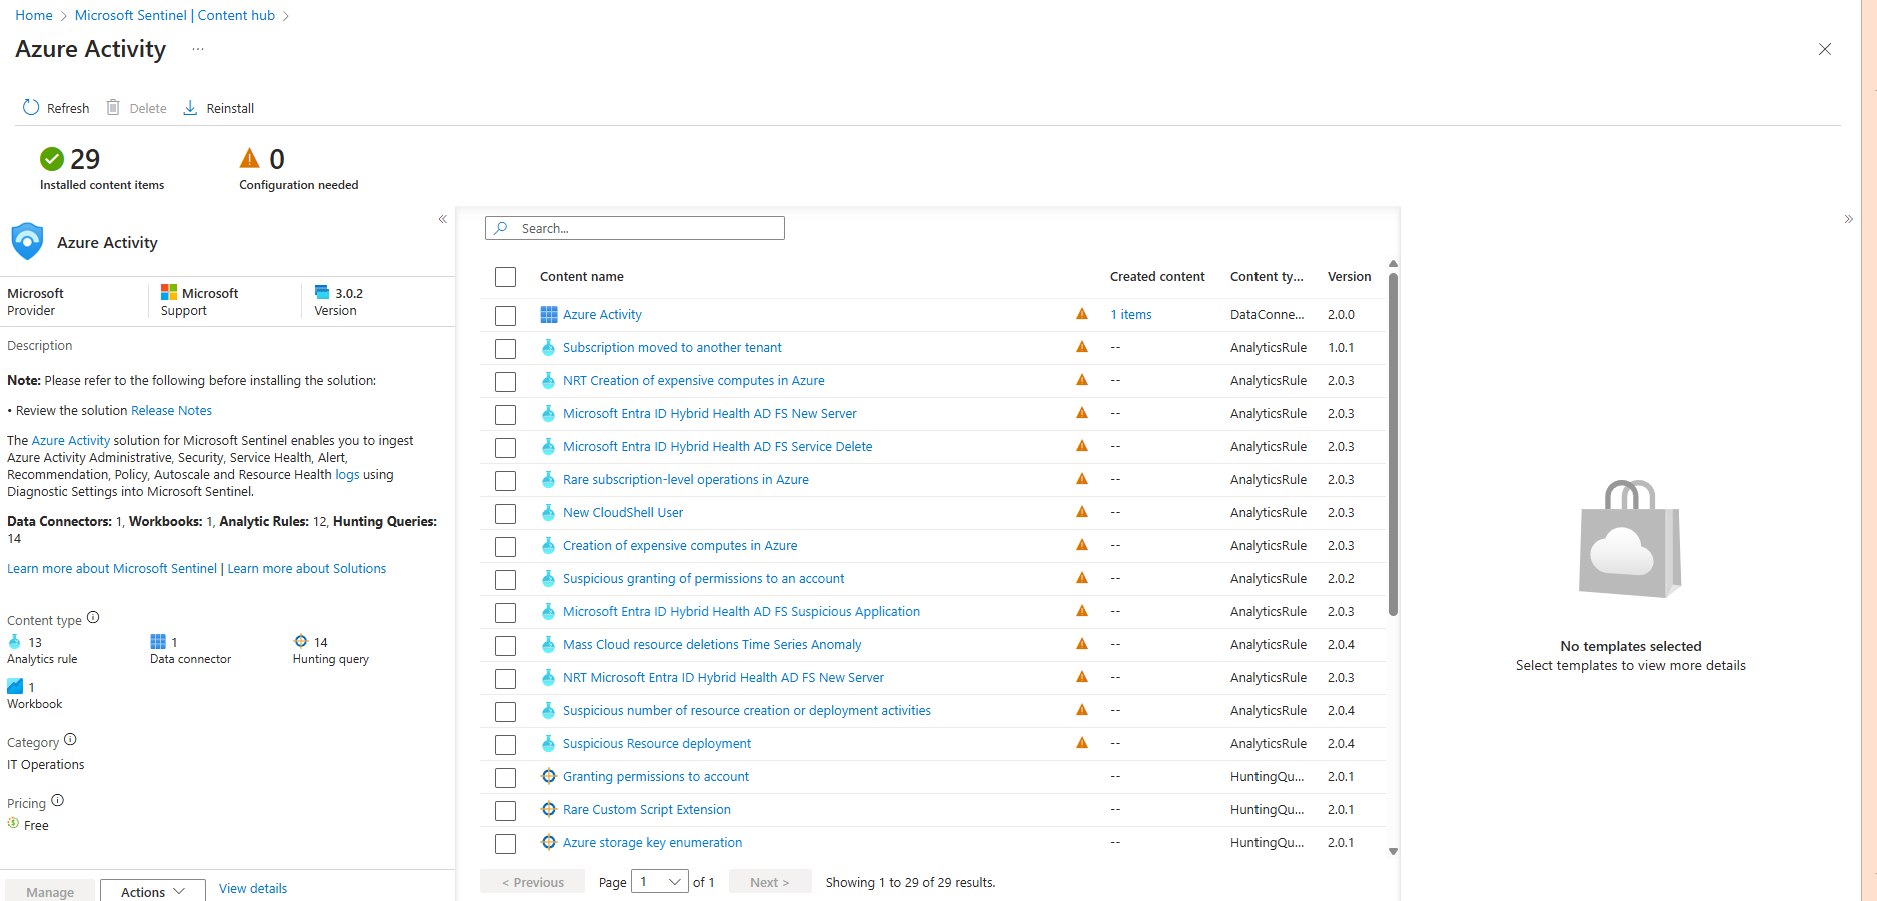 Home > Microsoft Sentinel | Content hub >
Azure Activity ...
Refresh Delete Reinstall
29 0
Installed content items Configuration needed
Azure Activity
Microsoft Microsoft 3.0.2
Provider Support Version
Description
Note: Please refer to the following before installing the solution:
• Review the solution Release Notes
The Azure Activity solution for Microsoft Sentinel enables you to ingest
Azure Activity Administrative, Security, Service Health, Alert,
Recommendation, Policy, Autoscale and Resource Health logs using
Diagnostic Settings into Microsoft Sentinel.
Data Connectors: 1, Workbooks: 1, Analytic Rules: 12, Hunting Queries:
14
Learn more about Microsoft Sentinel | Learn more about Solutions
Content type
13 1 14
Analytics rule Data connector Hunting query
1
Workbook
Category
IT Operations
Pricing
Free
Manage Actions View details
Search...
Content name Created content Content ty... Version
Azure Activity 1 items DataConne... 2.0.0
Subscription moved to another tenant -- AnalyticsRule 1.0.1
NRT Creation of expensive computes in Azure -- AnalyticsRule 2.0.3
Microsoft Entra ID Hybrid Health AD FS New Server -- AnalyticsRule 2.0.3
Microsoft Entra ID Hybrid Health AD FS Service Delete -- AnalyticsRule 2.0.3
Rare subscription-level operations in Azure -- AnalyticsRule 2.0.3
New CloudShell User -- AnalyticsRule 2.0.3
Creation of expensive computes in Azure -- AnalyticsRule 2.0.3
Suspicious granting of permissions to an account -- AnalyticsRule 2.0.2
Microsoft Entra ID Hybrid Health AD FS Suspicious Application -- AnalyticsRule 2.0.3
Mass Cloud resource deletions Time Series Anomaly -- AnalyticsRule 2.0.4
NRT Microsoft Entra ID Hybrid Health AD FS New Server -- AnalyticsRule 2.0.3
Suspicious number of resource creation or deployment activities -- AnalyticsRule 2.0.4
Suspicious Resource deployment -- AnalyticsRule 2.0.4
Granting permissions to account -- HuntingQu... 2.0.1
Rare Custom Script Extension -- HuntingQu... 2.0.1
Azure storage key enumeration -- HuntingQu... 2.0.1
< Previous Page 1 of 1 Next > Showing 1 to 29 of 29 results.
No templates selected
Select templates to view more details